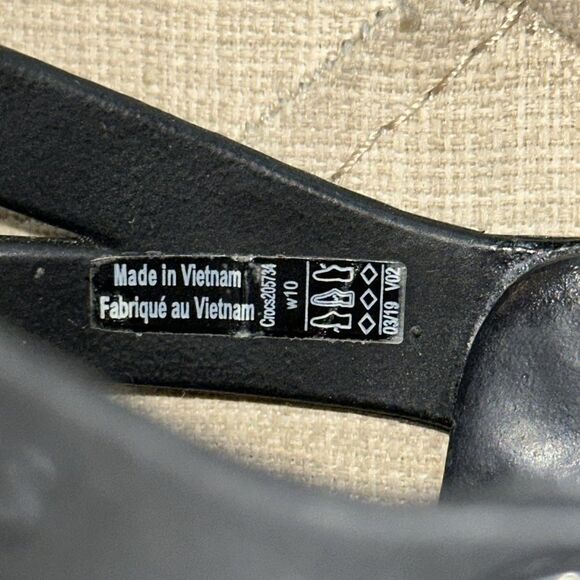 Made in Vietnam
Fabriqué au Vietnam
Crocs205734
w10
03/19 V02